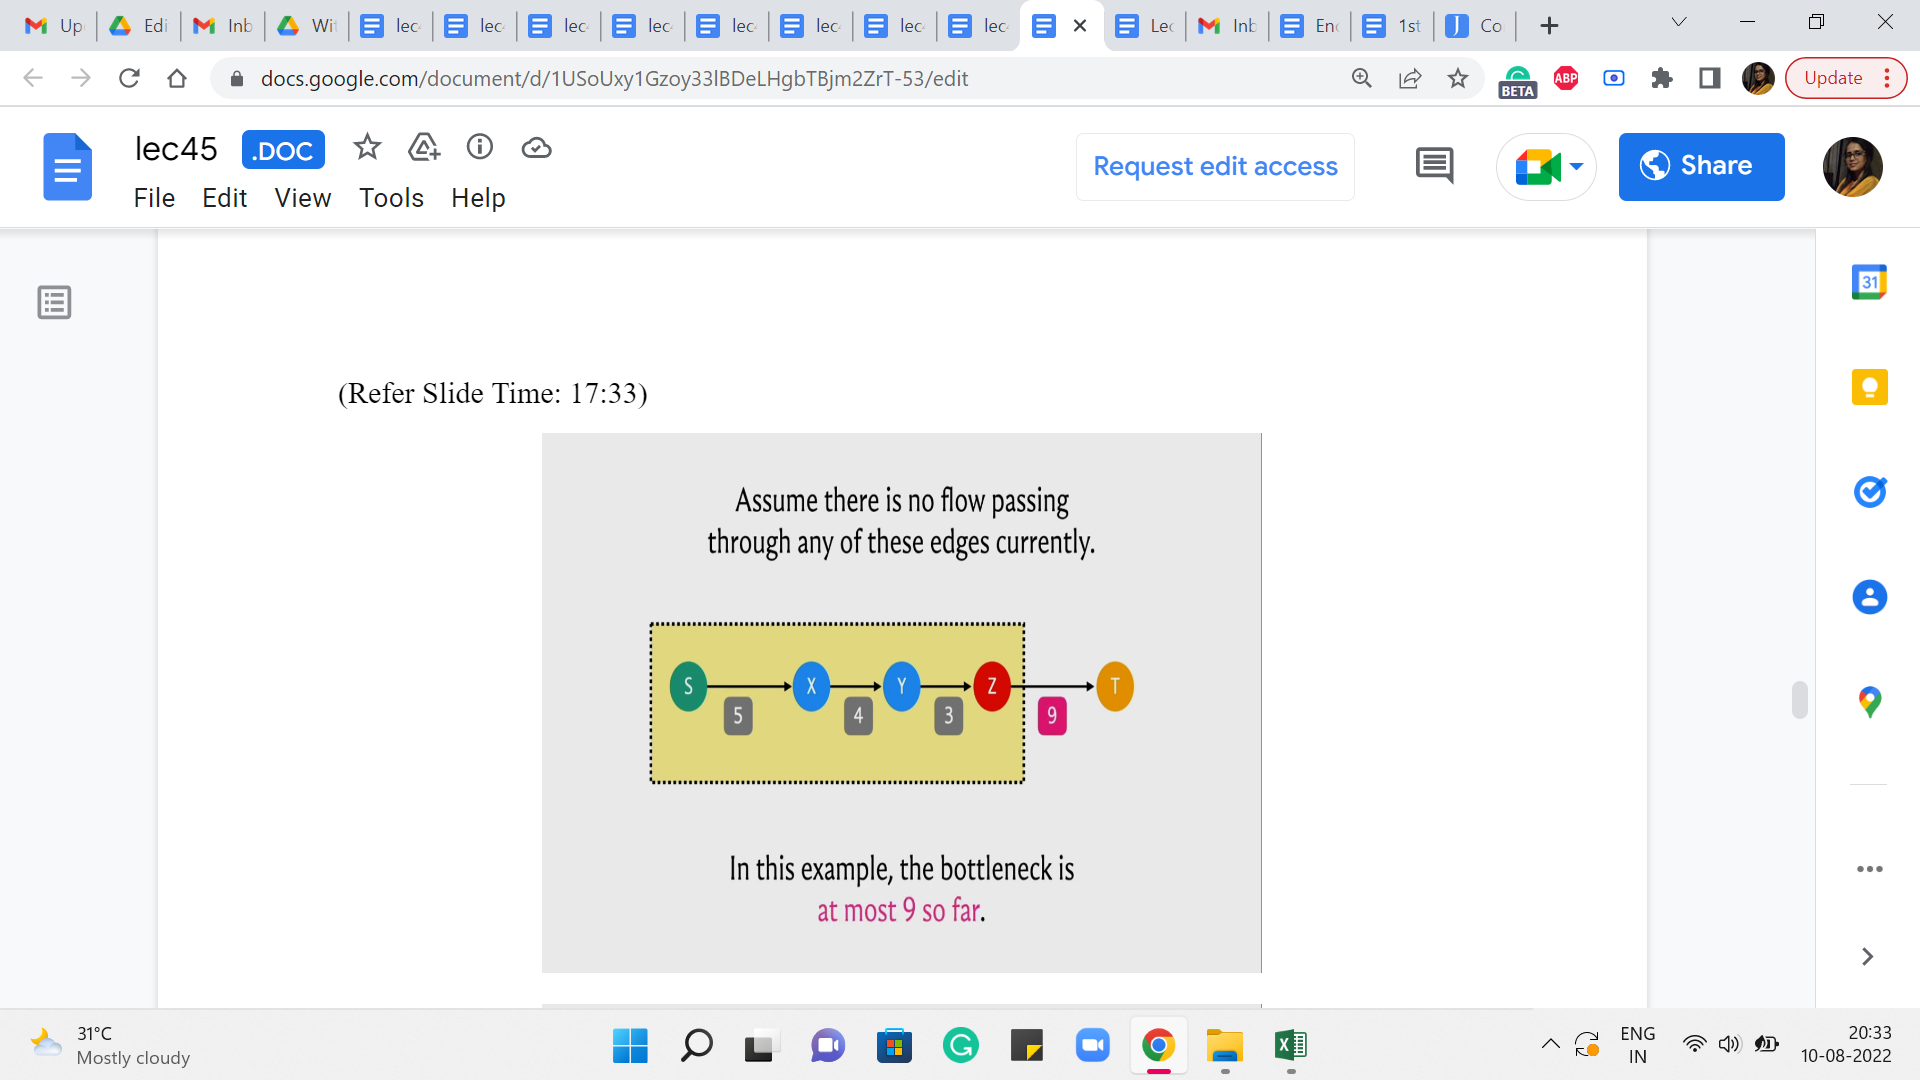 Up
Edi
Inb
Wit
lec
lec
lec
lec
lec
lec
lec
lec
Lec
Inb
Enc
1st
Co
docs.google.com/document/d/1USoUxy1Gzoy33lBDeLHgbTBjm2ZrT-53/edit
BETA
ABP
Update
lec45
.DOC
Request edit access
Share
File Edit View Tools Help
31
(Refer Slide Time: 17:33)
Assume there is no flow passing
through any of these edges currently.
S X Y Z T
5 4 3 9
In this example, the bottleneck is
at most 9 so far.
31°C
Mostly cloudy
ENG
IN
20:33
10-08-2022